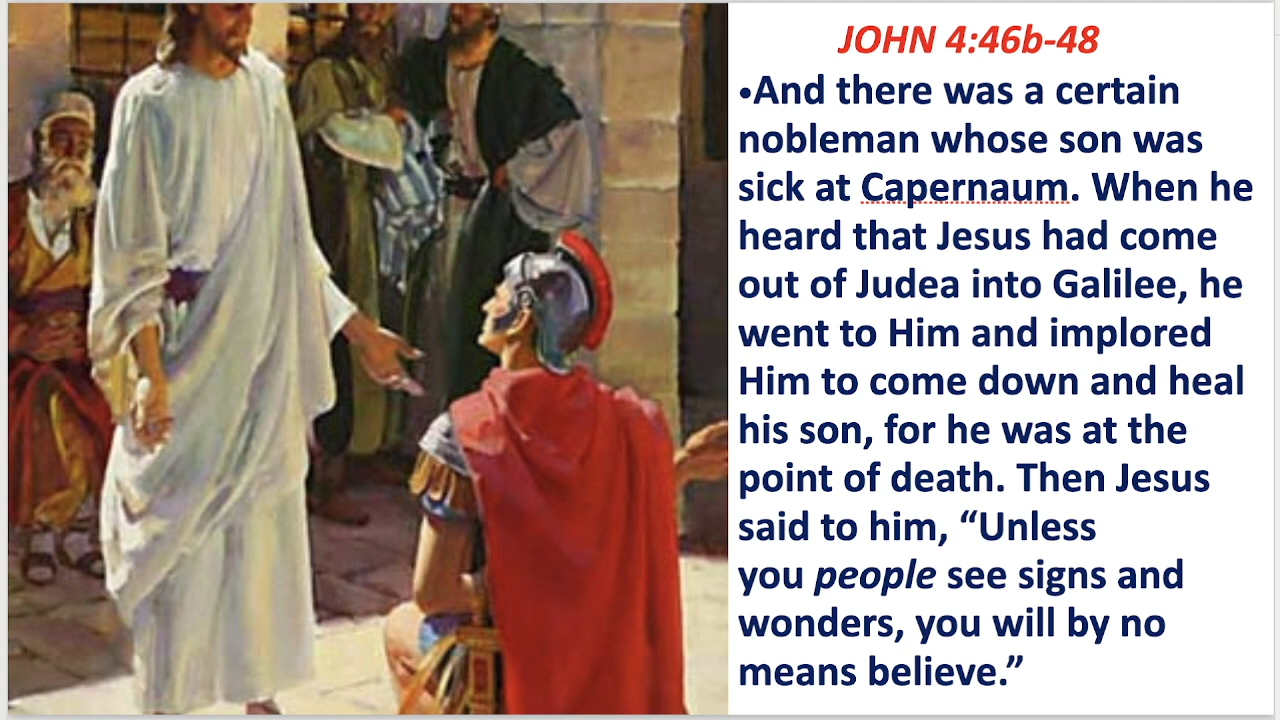 JOHN 4:46b-48
•And there was a certain
nobleman whose son was
sick at Capernaum. When he
heard that Jesus had come
out of Judea into Galilee, he
went to Him and implored
Him to come down and heal
his son, for he was at the
point of death. Then Jesus
said to him, “Unless
you people see signs and
wonders, you will by no
means believe.”